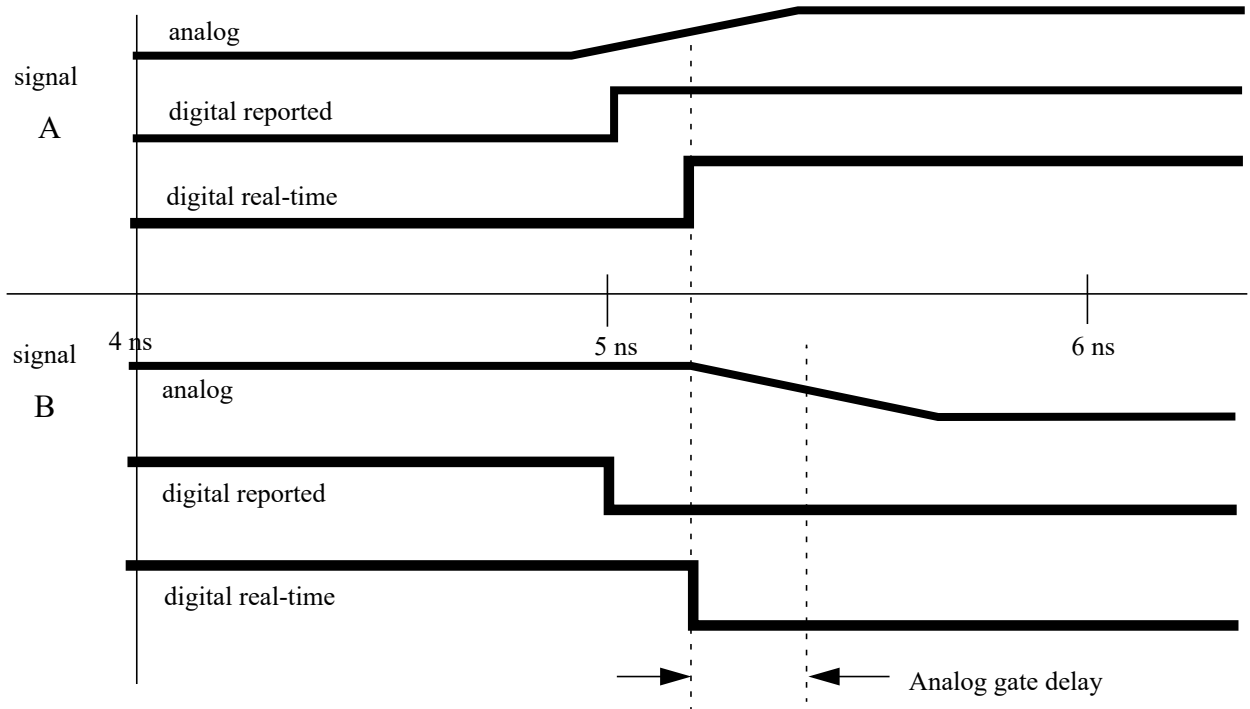 analog
signal
A
digital reported
digital real-time
4 ns
5 ns
6 ns
signal
B
analog
digital reported
digital real-time
Analog gate delay